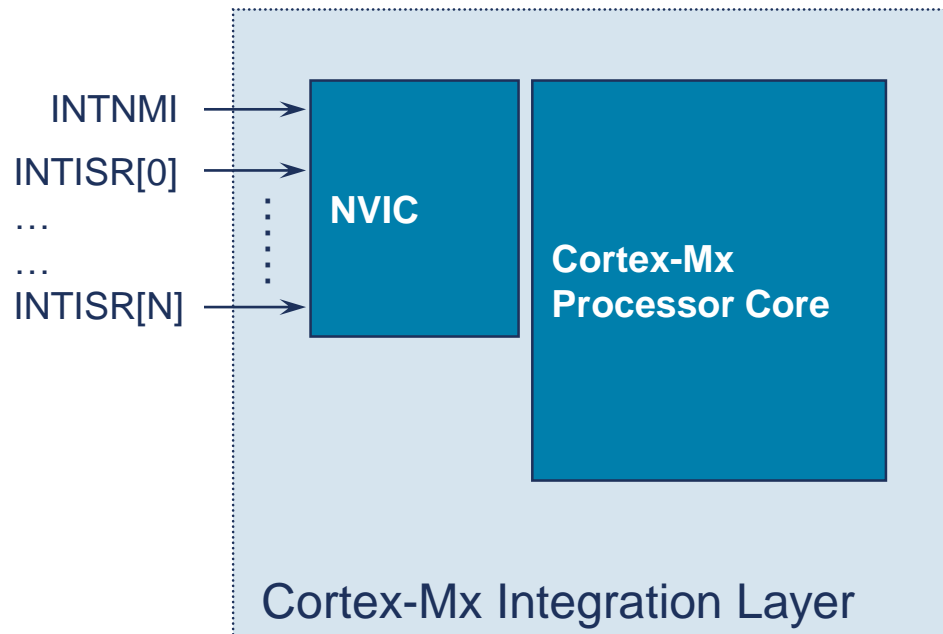 INTNMI
INTISR[0]
…
…
INTISR[N]
NVIC
Cortex-Mx
Processor Core
Cortex-Mx Integration Layer